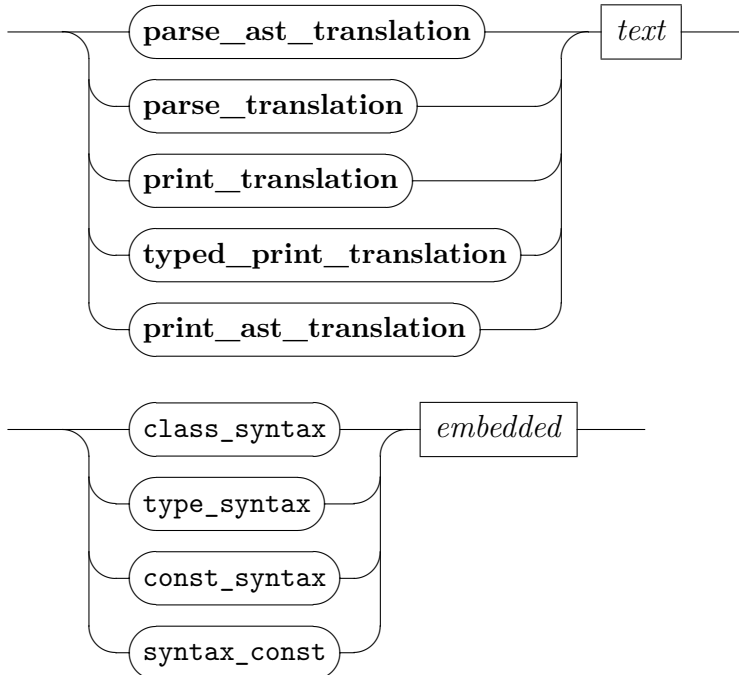 parse_ast_translation text
parse_translation
print_translation
typed_print_translation
print_ast_translation
class_syntax embedded
type_syntax
const_syntax
syntax_const